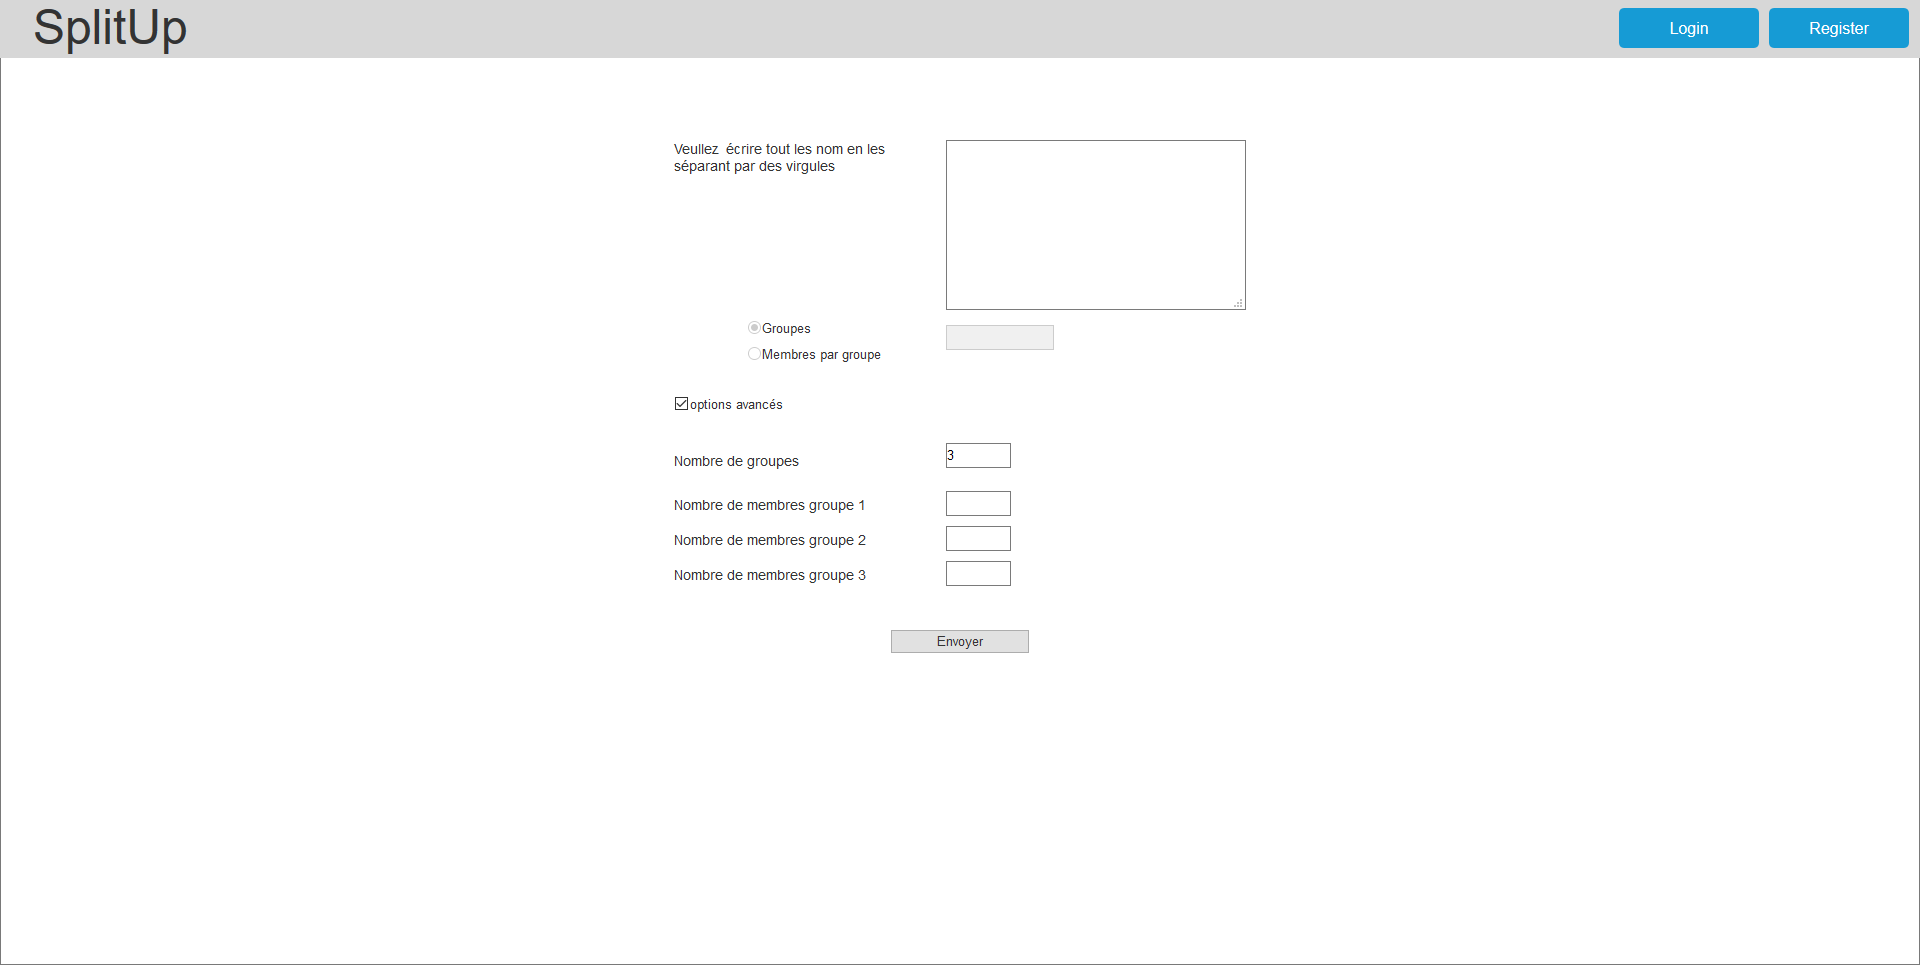 SplitUp
Login
Register
Veullez  écrire tout les nom en les
séparant par des virgules
Groupes
Membres par groupe
options avancés
Nombre de groupes
3
Nombre de membres groupe 1
Nombre de membres groupe 2
Nombre de membres groupe 3
Envoyer